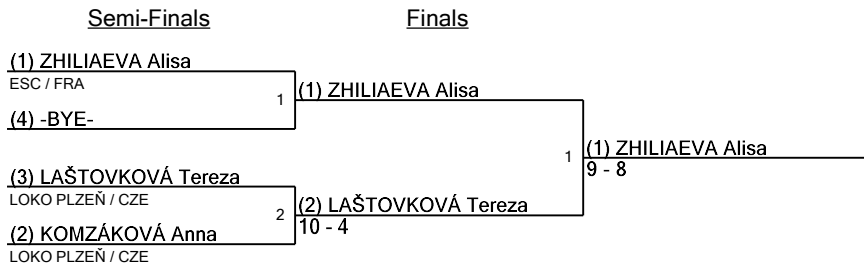 Semi-Finals Finals
(1) ZHILIAEVA Alisa
ESC / FRA
1 (1) ZHILIAEVA Alisa
(4) -BYE-
1 (1) ZHILIAEVA Alisa
9 - 8
(3) LAŠTOVKOVÁ Tereza
LOKO PLZEŇ / CZE
2 (2) LAŠTOVKOVÁ Tereza
10 - 4
(2) KOMZÁKOVÁ Anna
LOKO PLZEŇ / CZE